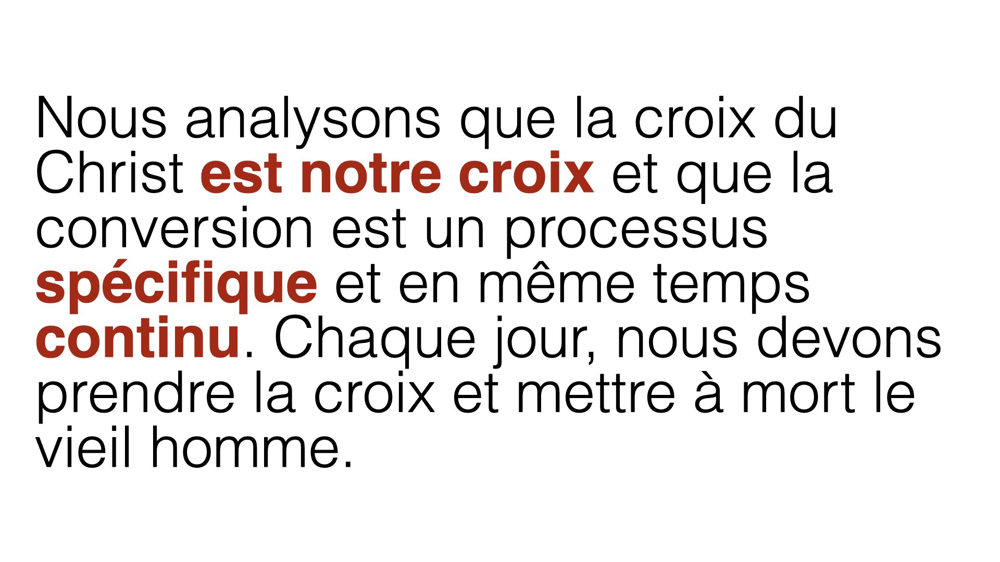 Nous analysons que la croix du
Christ est notre croix et que la
conversion est un processus
spécifique et en même temps
continu. Chaque jour, nous devons
prendre la croix et mettre à mort le
vieil homme.